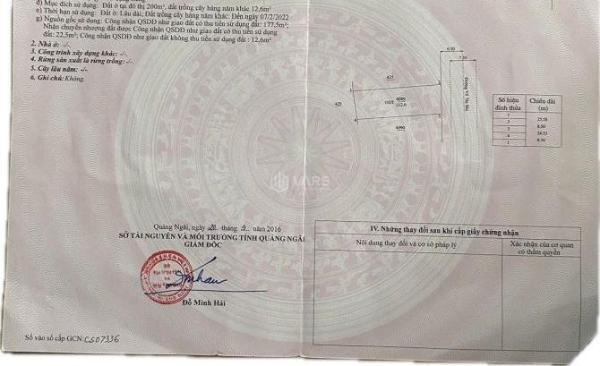 đ) Mục đích sử dụng: Đất ở tại đô thị 200m², đất trồng cây hàng năm khác 12,6m²
e) Thời hạn sử dụng: Đất ở: Lâu dài, Đất trồng cây hàng năm khác: Đến ngày 07/2/2022
g) Nguồn gốc sử dụng: Công nhận QSDĐ như giao đất có thu tiền sử dụng đất: 177,5m²;
Nhận chuyển nhượng đất được Công nhận QSDĐ như giao đất có thu tiền sử dụng
đất: 22,5m²; Công nhận QSDĐ như giao đất không thu tiền sử dụng đất: 12,6m²
2. Nhà ở: -/-
3. Công trình xây dựng khác: -/-
4. Rừng sản xuất là rừng trồng: -/-
5. Cây lâu năm: -/-
6. Ghi chú: Không.
Số hiệu đỉnh thửa
Chiều dài (m)
MARS
Quảng Ngãi, ngày tháng năm 2016
SỞ TÀI NGUYÊN VÀ MÔI TRƯỜNG TỈNH QUẢNG NGÃI
GIÁM ĐỐC
Đỗ Minh Hải
Số vào sổ cấp GCN: CS07336
IV. Những thay đổi sau khi cấp giấy chứng nhận
Nội dung thay đổi và cơ sở pháp lý
Xác nhận của cơ quan
có thẩm quyền